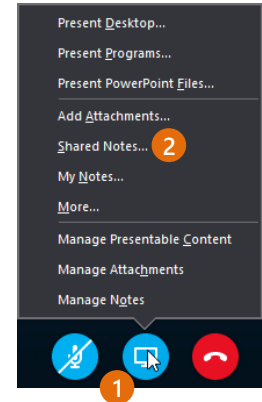 Present Desktop...
Present Programs...
Present PowerPoint Files...
Add Attachments...
Shared Notes... 2
My Notes...
More...
Manage Presentable Content
Manage Attachments
Manage Notes
1